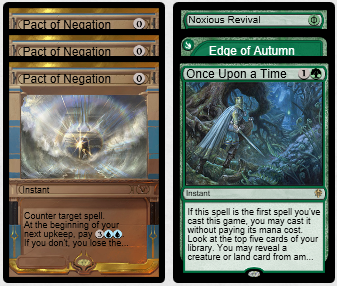 Pact of Negation 0
Pact of Negation 0
Pact of Negation 0
Instant
Counter target spell.
At the beginning of your
next upkeep, pay 3
If you don't, you lose the...
Noxious Revival
Edge of Autumn
Once Upon a Time 1
Instant
If this spell is the first spell you've
cast this game, you may cast it
without paying its mana cost.
Look at the top five cards of your
library. You may reveal a
creature or land card from am...